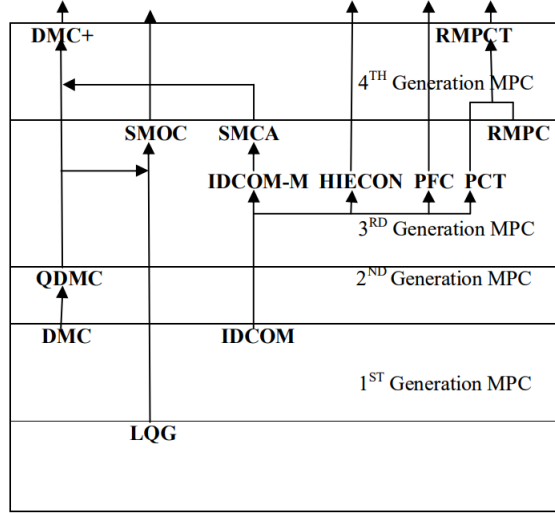 DMC+ RMPCT
4TH Generation MPC
SMOC SMCA RMPC
IDCOM-M HIECON PFC PCT
3RD Generation MPC
QDMC 2ND Generation MPC
DMC IDCOM
1ST Generation MPC
LQG